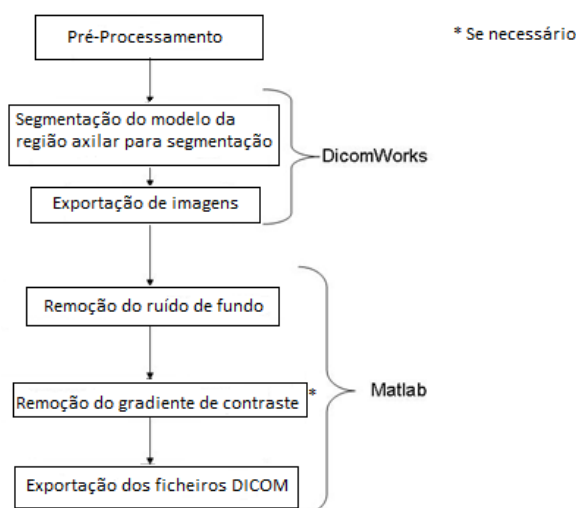 Pré-Processamento
* Se necessário
Segmentação do modelo da
região axilar para segmentação
DicomWorks
Exportação de imagens
Remoção do ruído de fundo
Remoção do gradiente de contraste *
Matlab
Exportação dos ficheiros DICOM